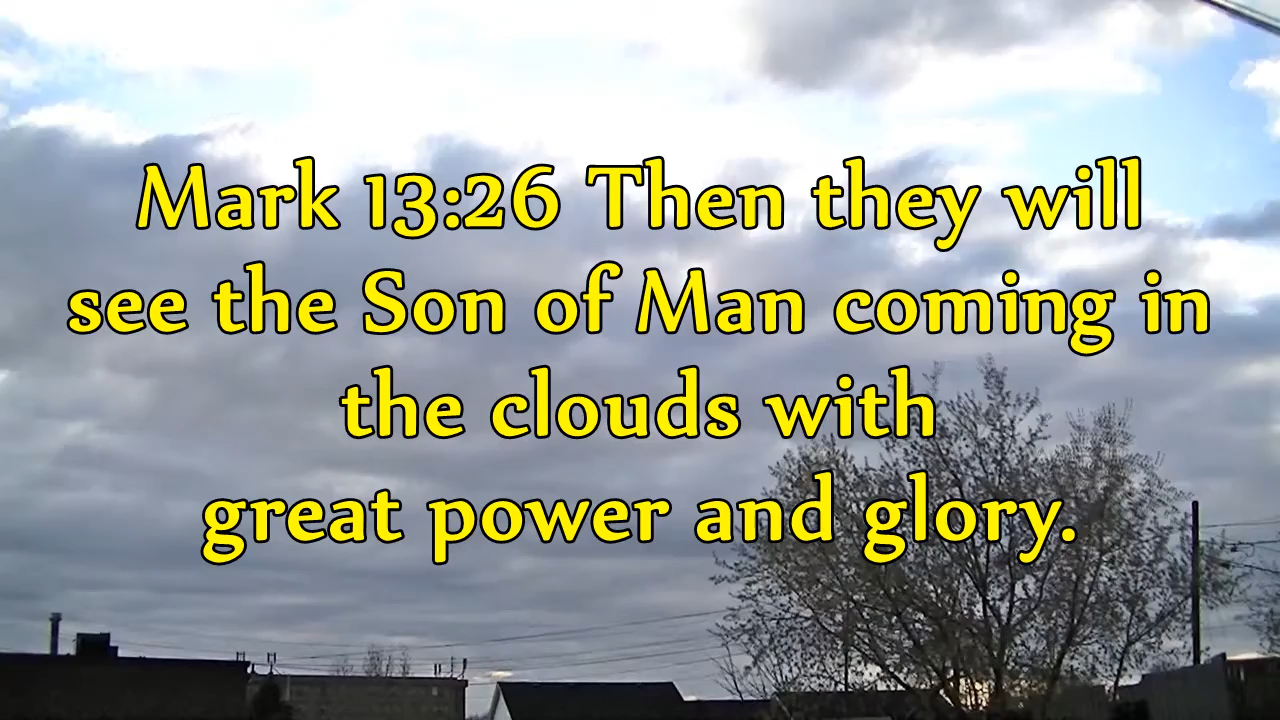 Mark 13:26 Then they will
see the Son of Man coming in
the clouds with
great power and glory.